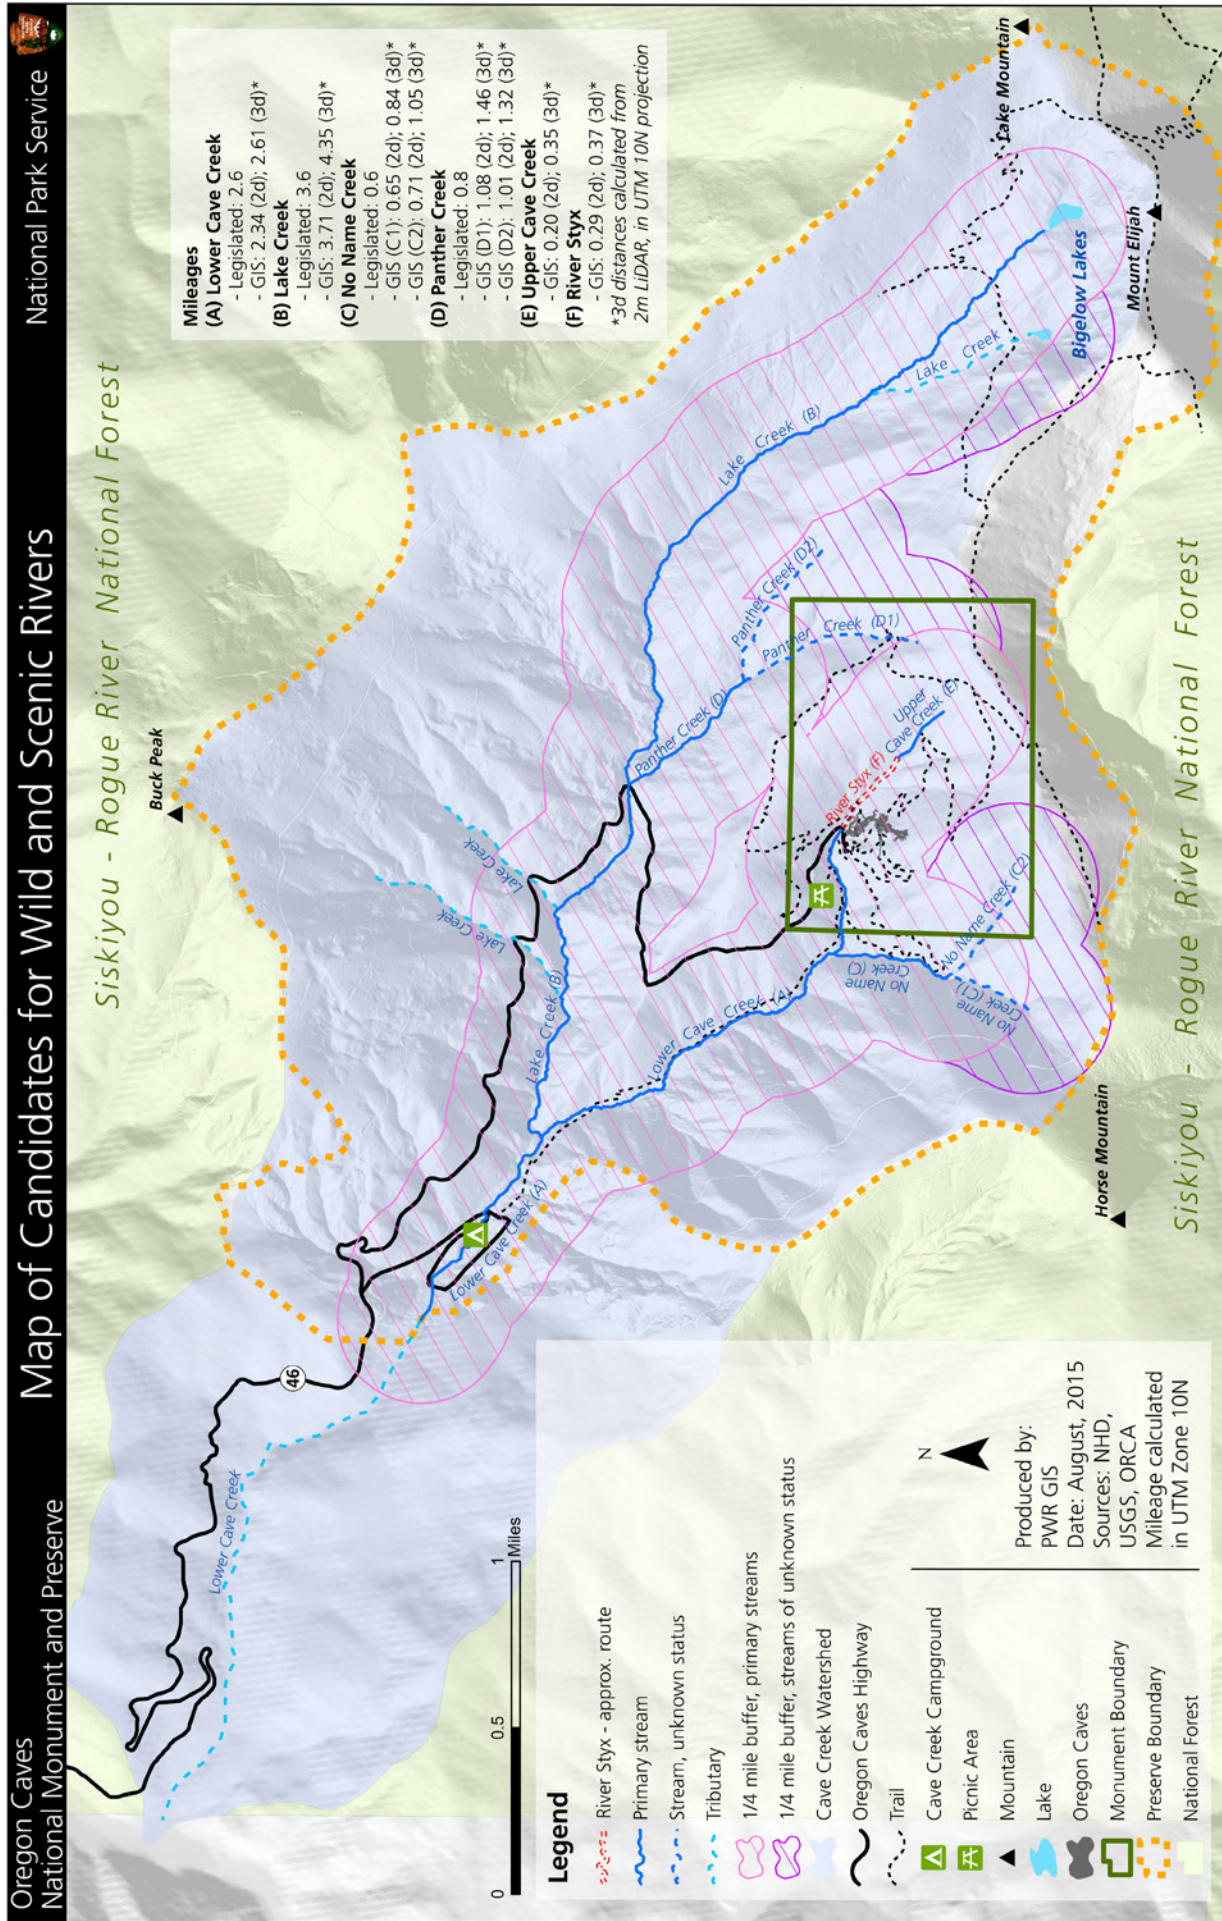 Oregon Caves
National Monument and Preserve
Map of Candidates for Wild and Scenic Rivers
National Park Service
Siskiyou - Rogue River National Forest
Buck Peak
Mileages
(A) Lower Cave Creek
- Legislated: 2.6
- GIS: 2.34 (2d); 2.61 (3d)*
(B) Lake Creek
- Legislated: 3.6
- GIS: 3.71 (2d); 4.35 (3d)*
(C) No Name Creek
- Legislated: 0.6
- GIS (C1): 0.65 (2d); 0.84 (3d)*
- GIS (C2): 0.71 (2d); 1.05 (3d)*
(D) Panther Creek
- Legislated: 0.8
- GIS (D1): 1.08 (2d); 1.46 (3d)*
- GIS (D2): 1.01 (2d); 1.32 (3d)*
(E) Upper Cave Creek
- GIS: 0.20 (2d); 0.35 (3d)*
(F) River Styx
- GIS: 0.29 (2d); 0.37 (3d)*
*3d distances calculated from
2m LiDAR, in UTM 10N projection
46
Lower Cave Creek
Lower Cave Creek (A)
Lake Creek
Lake Creek
Lake Creek (B)
Lake Creek (B)
Lake Creek
Panther Creek (D)
Panther Creek (D2)
Panther Creek (D1)
Lower Cave Creek (A)
River Styx (F)
Upper
Cave Creek (E)
No Name
Creek (C)
No Name Creek (C2)
No Name
Creek (C1)
Bigelow Lakes
Lake Mountain
Mount Elijah
Horse Mountain
Siskiyou - Rogue River National Forest
0
0.5
1
Miles
Legend
River Styx - approx. route
Primary stream
Stream, unknown status
Tributary
1/4 mile buffer, primary streams
1/4 mile buffer, streams of unknown status
Cave Creek Watershed
Oregon Caves Highway
Trail
Cave Creek Campground
Picnic Area
Mountain
Lake
Oregon Caves
Monument Boundary
Preserve Boundary
National Forest
N
Produced by:
PWR GIS
Date: August, 2015
Sources: NHD,
USGS, ORCA
Mileage calculated
in UTM Zone 10N